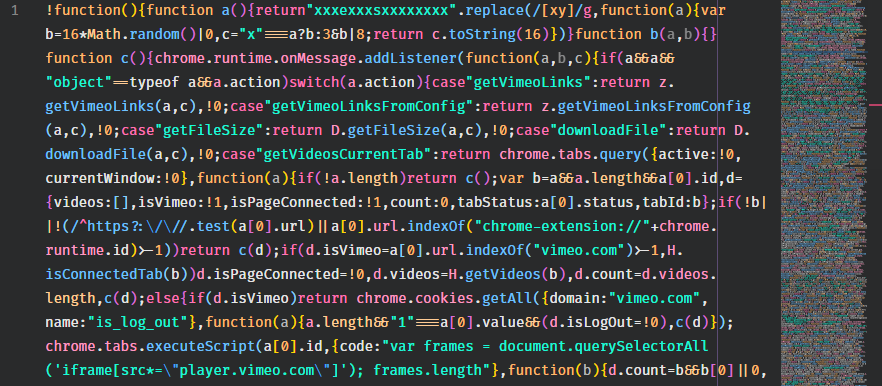 1 !function(){function a(){return"xxxexxxsxxxxxxxx".replace(/[xy]/g,function(a){var
b=16*Math.random()|0,c="x"===a?b:3&b|8;return c.toString(16)})}function b(a,b){}
function c(){chrome.runtime.onMessage.addListener(function(a,b,c){if(a&&a&&
"object"==typeof a&&a.action)switch(a.action){case"getVimeoLinks":return z.
getVimeoLinks(a,c),!0;case"getVimeoLinksFromConfig":return z.getVimeoLinksFromConfig
(a,c),!0;case"getFileSize":return D.getFileSize(a,c),!0;case"downloadFile":return D.
downloadFile(a,c),!0;case"getVideosCurrentTab":return chrome.tabs.query({active:!0,
currentWindow:!0},function(a){if(!a.length)return c();var b=a&&a.length&&a[0].id,d=
{videos:[],isVimeo:!1,isPageConnected:!1,count:0,tabStatus:a[0].status,tabId:b};if(!b|
|!(/^https?:\/\//.test(a[0].url)||a[0].url.indexOf("chrome-extension://"+chrome.
runtime.id)>-1))return c(d);if(d.isVimeo=a[0].url.indexOf("vimeo.com")>-1,H.
isConnectedTab(b))d.isPageConnected=!0,d.videos=H.getVideos(b),d.count=d.videos.
length,c(d);else{if(d.isVimeo)return chrome.cookies.getAll({domain:"vimeo.com",
name:"is_log_out"},function(a){a.length&&"1"===a[0].value&&(d.isLogOut=!0),c(d)});
chrome.tabs.executeScript(a[0].id,{code:"var frames = document.querySelectorAll
('iframe[src*=\"player.vimeo.com\"]'); frames.length"},function(b){d.count=b&&b[0]||0,